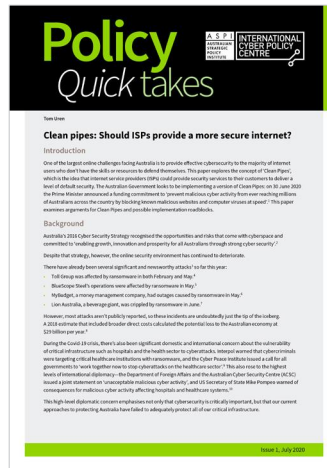 Policy
Quick takes
ASPI
AUSTRALIAN
STRATEGIC
POLICY
INSTITUTE
INTERNATIONAL
CYBER POLICY
CENTRE
Tom Uren
Clean pipes: Should ISPs provide a more secure internet?
Introduction
One of the largest online challenges facing Australia is to provide effective cybersecurity to the majority of internet
users who don't have the skills or resources to defend themselves. This paper explores the concept of 'Clean Pipes',
which is the idea that internet service providers (ISPs) could provide security services to their customers to deliver a
level of default security. The Australian Government looks to be implementing a version of Clean Pipes: on 30 June 2020
the Prime Minister announced a funding commitment to 'prevent malicious cyber activity from ever reaching millions
of Australians across the country by blocking known malicious websites and computer viruses at speed'.¹ This paper
examines arguments for Clean Pipes and possible implementation roadblocks.
Background
Australia's 2016 Cyber Security Strategy recognised the opportunities and risks that come with cyberspace and
committed to 'enabling growth, innovation and prosperity for all Australians through strong cyber security'.²
Despite that strategy, however, the online security environment has continued to deteriorate.
There have already been several significant and newsworthy attacks³ so far this year:
• Toll Group was affected by ransomware in both February and May.⁴
• BlueScope Steel's operations were affected by ransomware in May.⁵
• MyBudget, a money management company, had outages caused by ransomware in May.⁶
• Lion Australia, a beverage giant, was crippled by ransomware in June.⁷
However, most attacks aren't publicly reported, so these incidents are undoubtedly just the tip of the iceberg.
A 2018 estimate that included broader direct costs calculated the potential loss to the Australian economy at
$29 billion per year.⁸
During the Covid-19 crisis, there's also been significant domestic and international concern about the vulnerability
of critical infrastructure such as hospitals and the health sector to cyberattacks. Interpol warned that cybercriminals
were targeting critical healthcare institutions with ransomware, and the Cyber Peace Institute issued a call for all
governments to 'work together now to stop cyberattacks on the healthcare sector'.⁹ This also rose to the highest
levels of international diplomacy—the Department of Foreign Affairs and the Australian Cyber Security Centre (ACSC)
issued a joint statement on 'unacceptable malicious cyber activity', and US Secretary of State Mike Pompeo warned of
consequences for malicious cyber activity affecting hospitals and healthcare systems.¹⁰
This high-level diplomatic concern emphasises not only that cybersecurity is critically important, but that our current
approaches to protecting Australia have failed to adequately protect all of our critical infrastructure.
Issue 1, July 2020